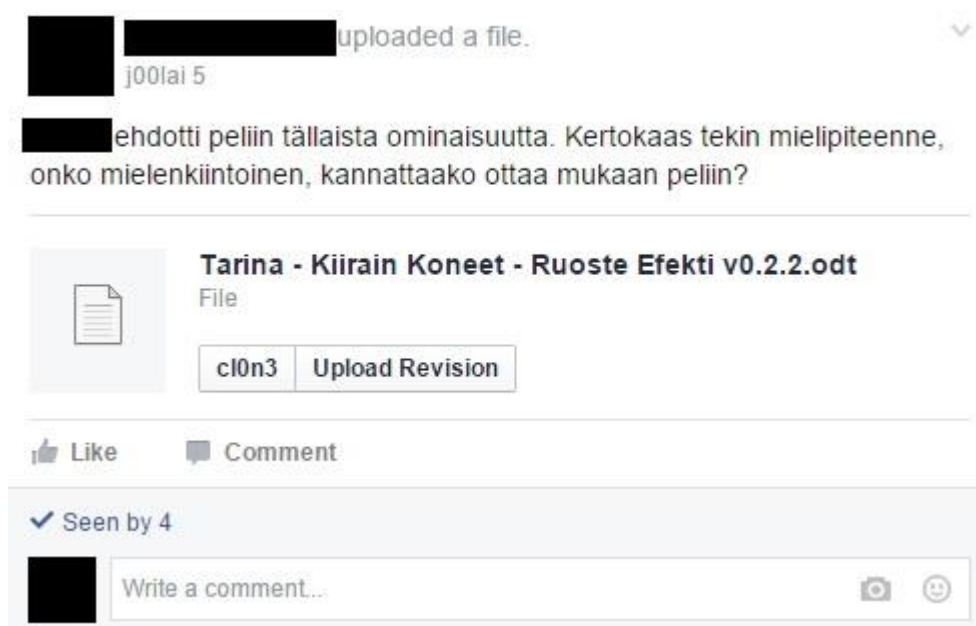 uploaded a file.
j00lai 5
ehdotti peliin tällaista ominaisuutta. Kertokaas tekin mielipiteenne,
onko mielenkiintoinen, kannattaako ottaa mukaan peliin?
Tarina - Kiirain Koneet - Ruoste Efekti v0.2.2.odt
File
cl0n3 Upload Revision
Like Comment
Seen by 4
Write a comment...